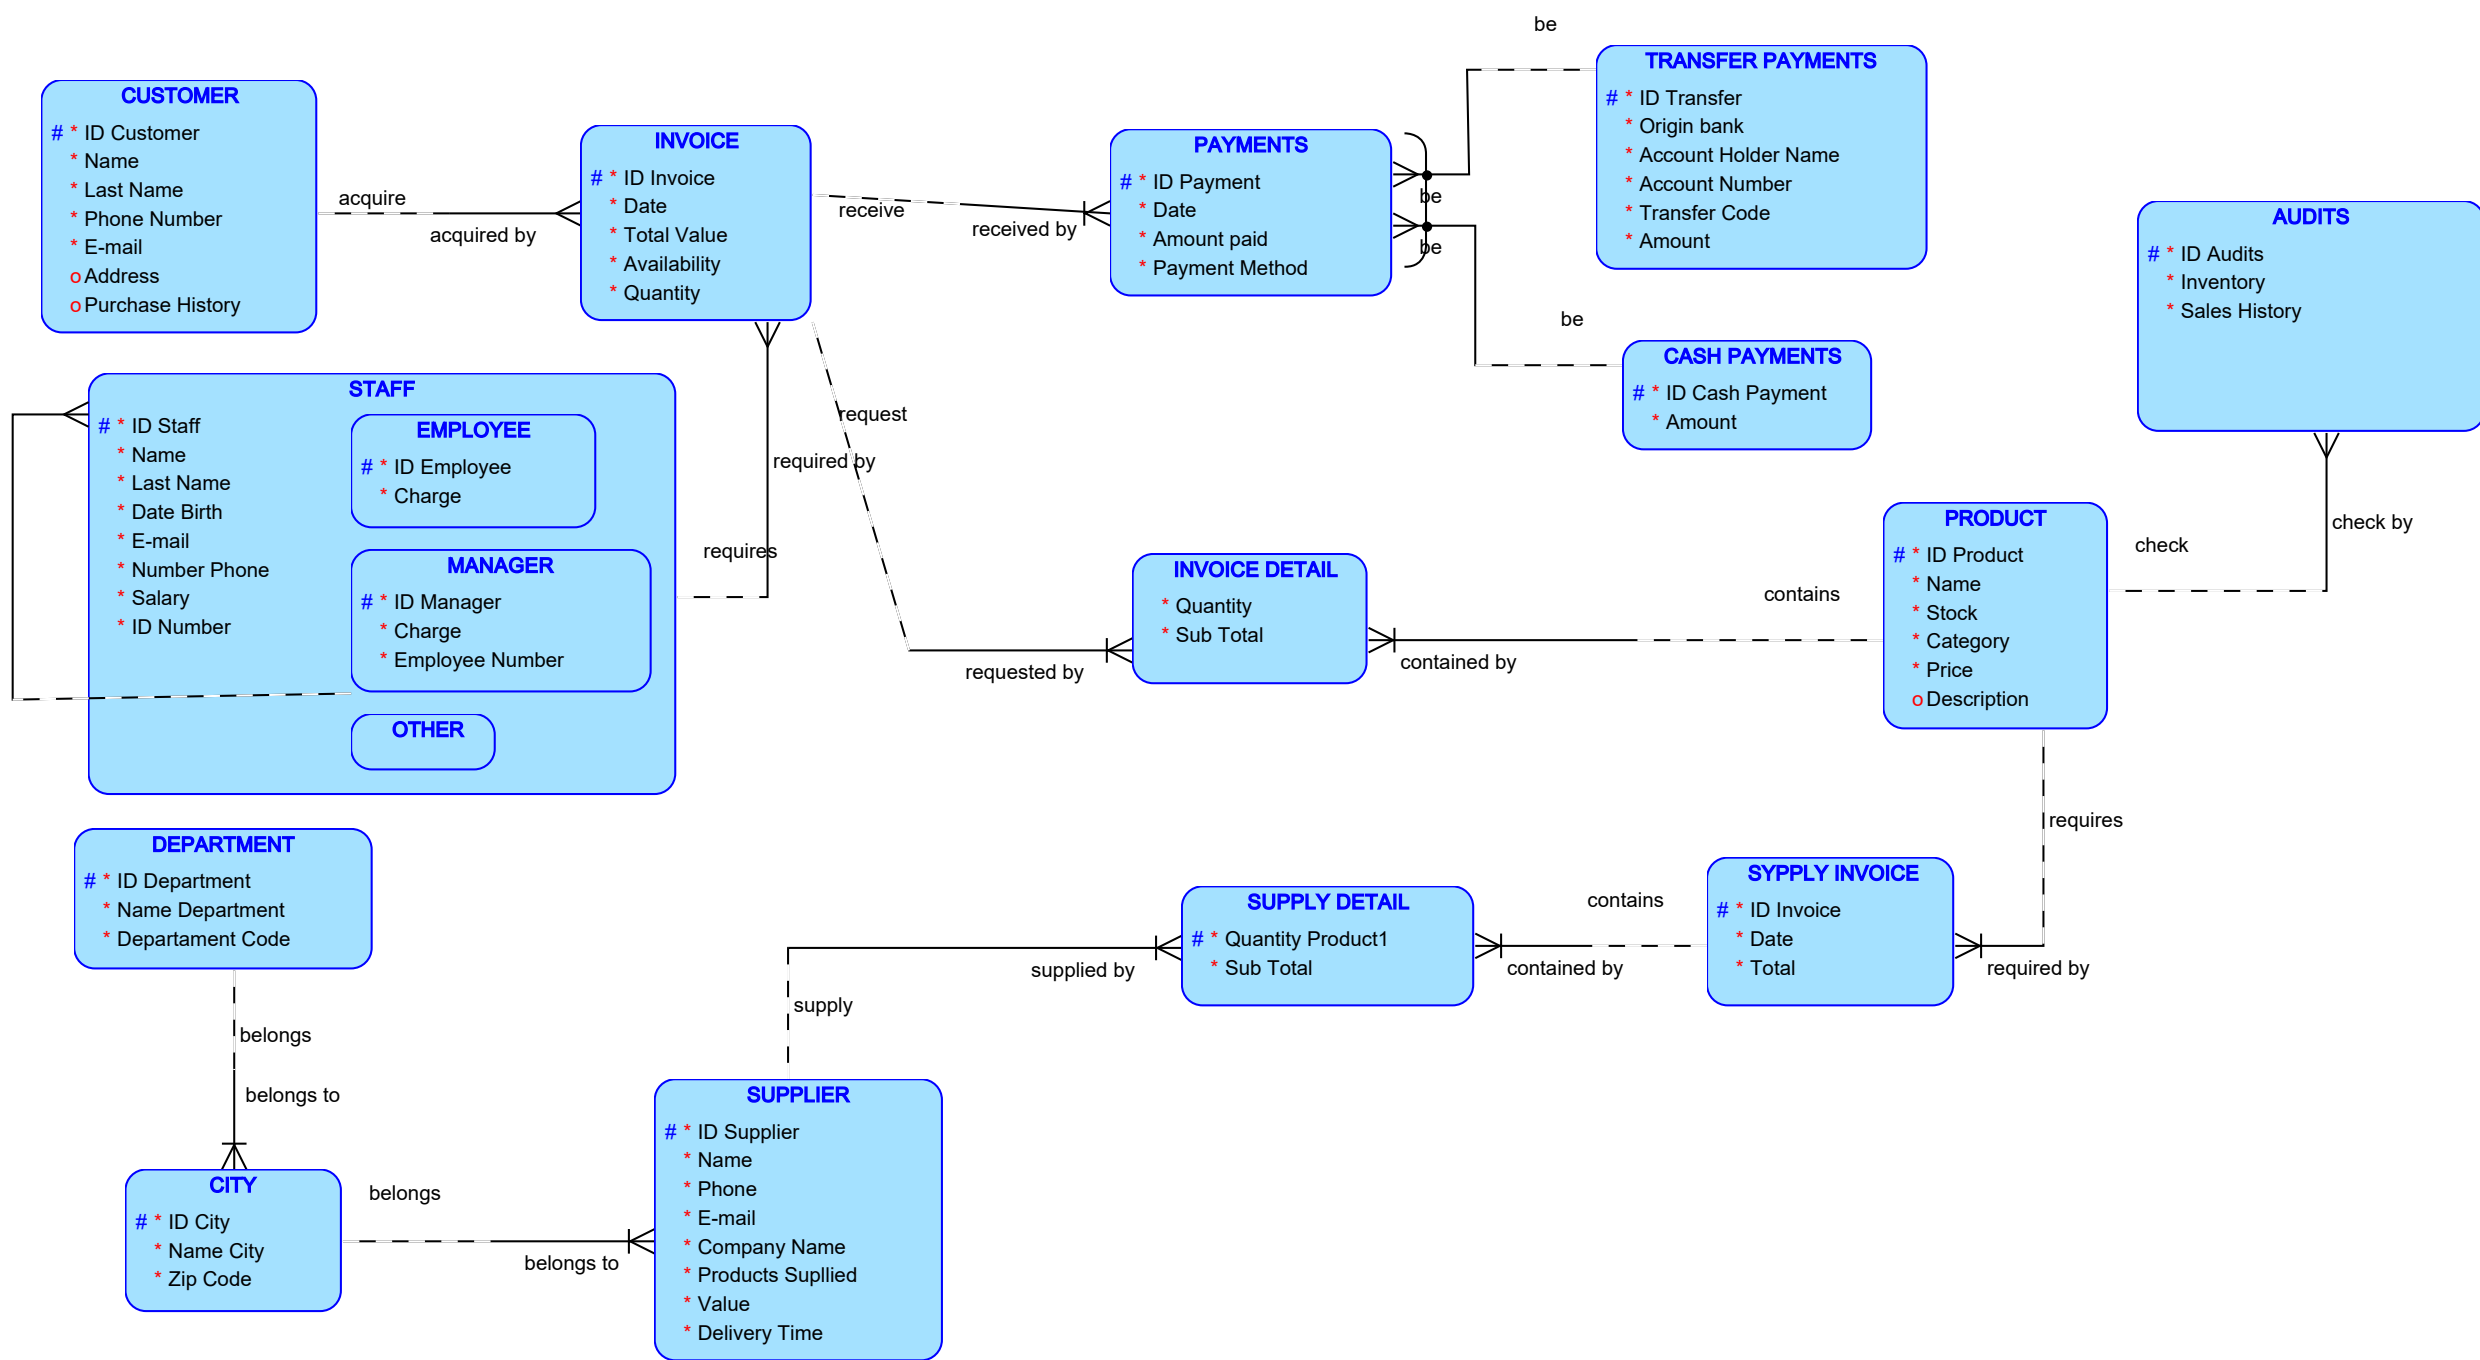 CUSTOMER
# * ID Customer
* Name
* Last Name
* Phone Number
* E-mail
o Address
o Purchase History
acquire
acquired by
INVOICE
# * ID Invoice
* Date
* Total Value
* Availability
* Quantity
receive
received by
PAYMENTS
# * ID Payment
* Date
* Amount paid
* Payment Method
be
be
be
be
TRANSFER PAYMENTS
# * ID Transfer
* Origin bank
* Account Holder Name
* Account Number
* Transfer Code
* Amount
CASH PAYMENTS
# * ID Cash Payment
* Amount
AUDITS
# * ID Audits
* Inventory
* Sales History
STAFF
# * ID Staff
* Name
* Last Name
* Date Birth
* E-mail
* Number Phone
* Salary
* ID Number
EMPLOYEE
# * ID Employee
* Charge
MANAGER
# * ID Manager
* Charge
* Employee Number
OTHER
requires
required by
request
requested by
INVOICE DETAIL
* Quantity
* Sub Total
contains
contained by
PRODUCT
# * ID Product
* Name
* Stock
* Category
* Price
o Description
check
check by
requires
required by
DEPARTMENT
# * ID Department
* Name Department
* Departament Code
belongs
belongs to
CITY
# * ID City
* Name City
* Zip Code
belongs
belongs to
SUPPLIER
# * ID Supplier
* Name
* Phone
* E-mail
* Company Name
* Products Supllied
* Value
* Delivery Time
supply
supplied by
SUPPLY DETAIL
# * Quantity Product1
* Sub Total
contains
contained by
SYPPLY INVOICE
# * ID Invoice
* Date
* Total